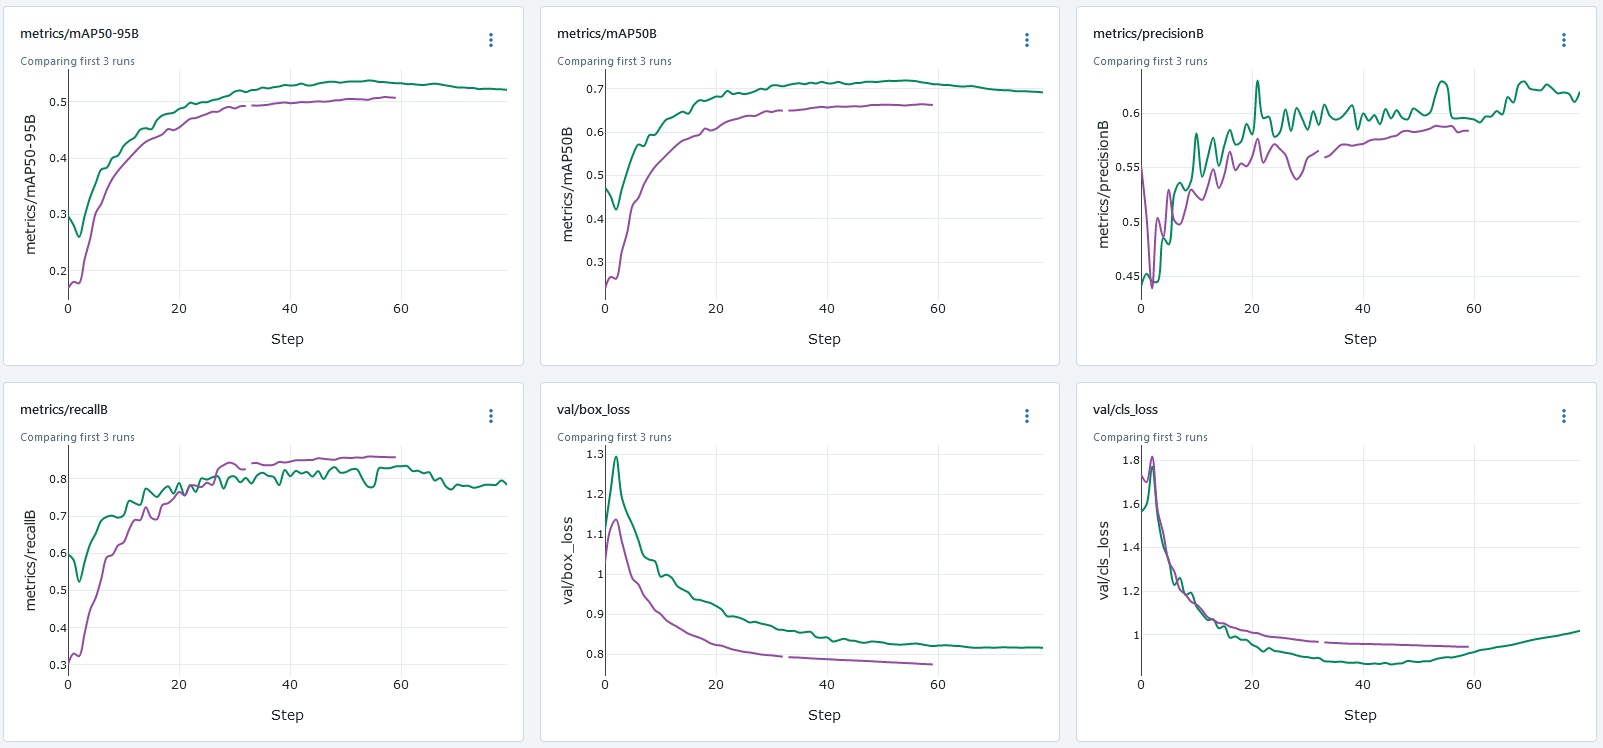 metrics/mAP50-95B
Comparing first 3 runs
metrics/mAP50-95B
0.5
0.4
0.3
0.2
0
20
40
60
Step
metrics/mAP50B
Comparing first 3 runs
metrics/mAP50B
0.7
0.6
0.5
0.4
0.3
0
20
40
60
Step
metrics/precisionB
Comparing first 3 runs
metrics/precisionB
0.6
0.55
0.5
0.45
0
20
40
60
Step
metrics/recallB
Comparing first 3 runs
metrics/recallB
0.8
0.7
0.6
0.5
0.4
0.3
0
20
40
60
Step
val/box_loss
Comparing first 3 runs
val/box_loss
1.3
1.2
1.1
1
0.9
0.8
0
20
40
60
Step
val/cls_loss
Comparing first 3 runs
val/cls_loss
1.8
1.6
1.4
1.2
1
0
20
40
60
Step